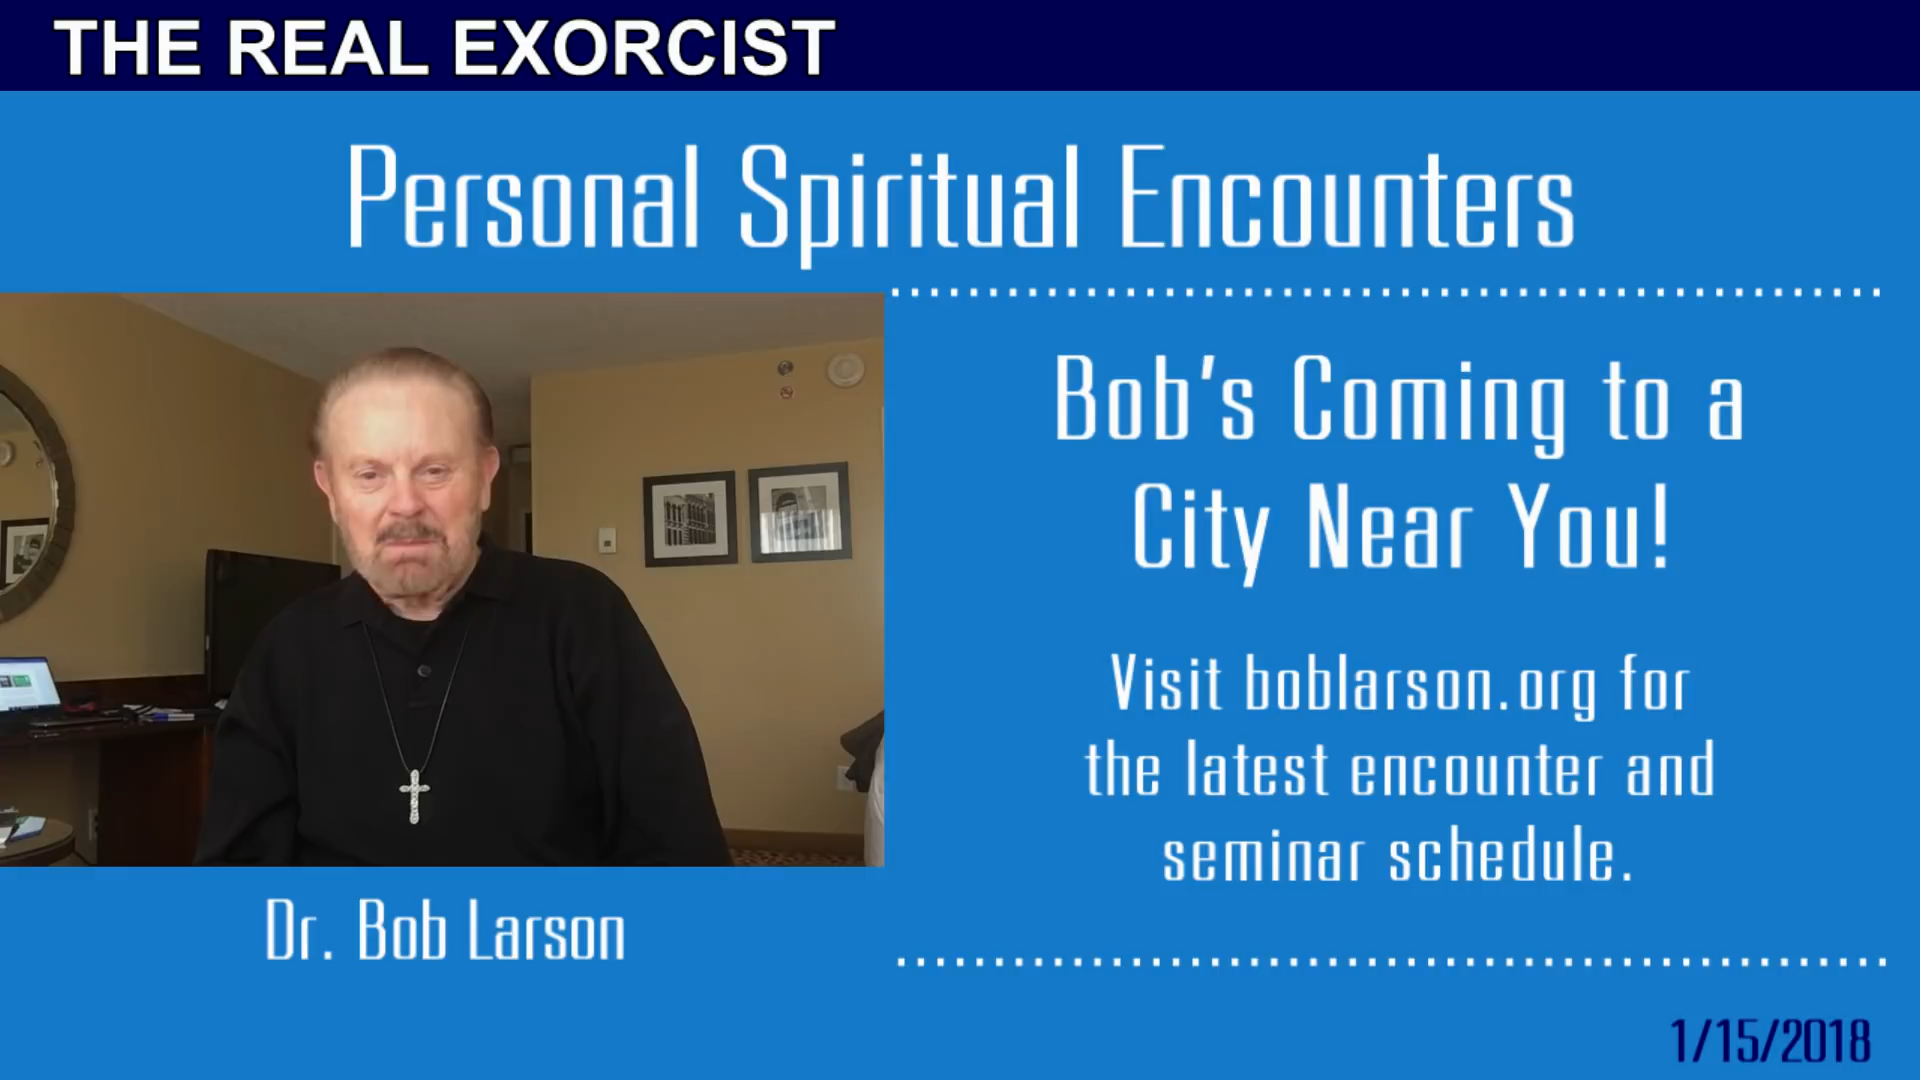 THE REAL EXORCIST
Personal Spiritual Encounters
Bob's Coming to a
City Near You!
Visit boblarson.org for
the latest encounter and
seminar schedule.
Dr. Bob Larson
1/15/2018